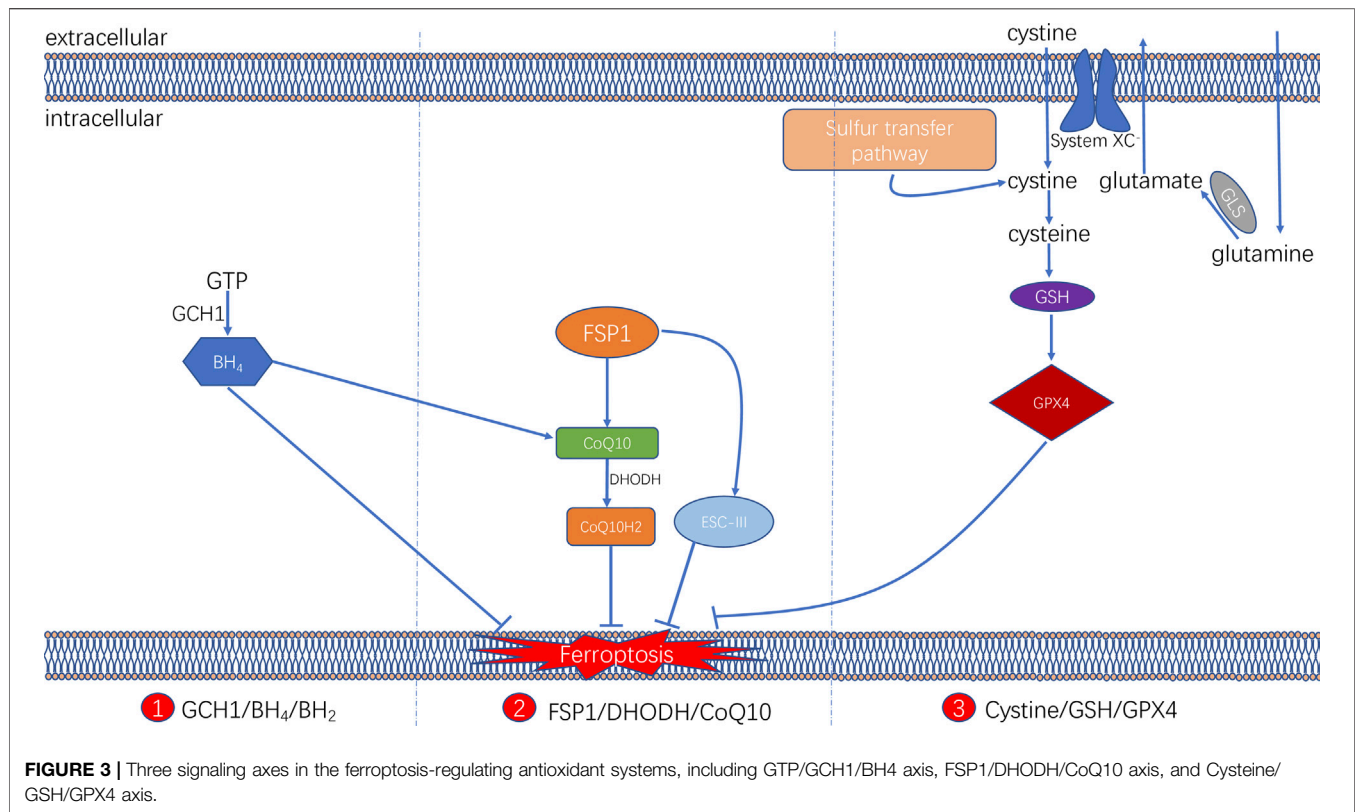 extracellular
cystine
intracellular
Sulfur transfer
pathway
System XC-
cystine
glutamate
GLS
cysteine
glutamine
GTP
GCH1
GSH
FSP1
BH4
GPX4
CoQ10
DHODH
CoQ10H2
ESC-III
Ferroptosis
1 GCH1/BH4/BH2
2 FSP1/DHODH/CoQ10
3 Cystine/GSH/GPX4
FIGURE 3 | Three signaling axes in the ferroptosis-regulating antioxidant systems, including GTP/GCH1/BH4 axis, FSP1/DHODH/CoQ10 axis, and Cysteine/
GSH/GPX4 axis.